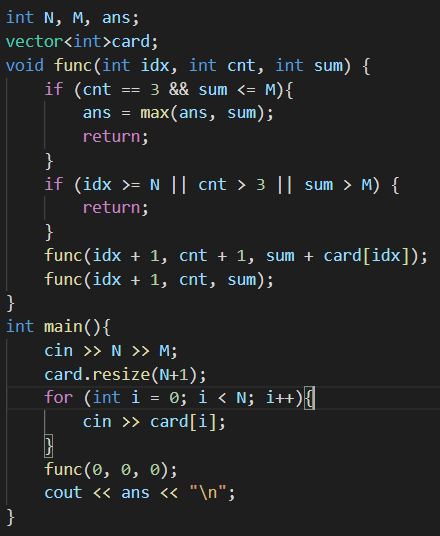 int N, M, ans;
vector<int>card;
void func(int idx, int cnt, int sum) {
    if (cnt == 3 && sum <= M){
        ans = max(ans, sum);
        return;
    }
    if (idx >= N || cnt > 3 || sum > M) {
        return;
    }
    func(idx + 1, cnt + 1, sum + card[idx]);
    func(idx + 1, cnt, sum);
}
int main(){
    cin >> N >> M;
    card.resize(N+1);
    for (int i = 0; i < N; i++){
        cin >> card[i];
    }
    func(0, 0, 0);
    cout << ans << "\n";
}